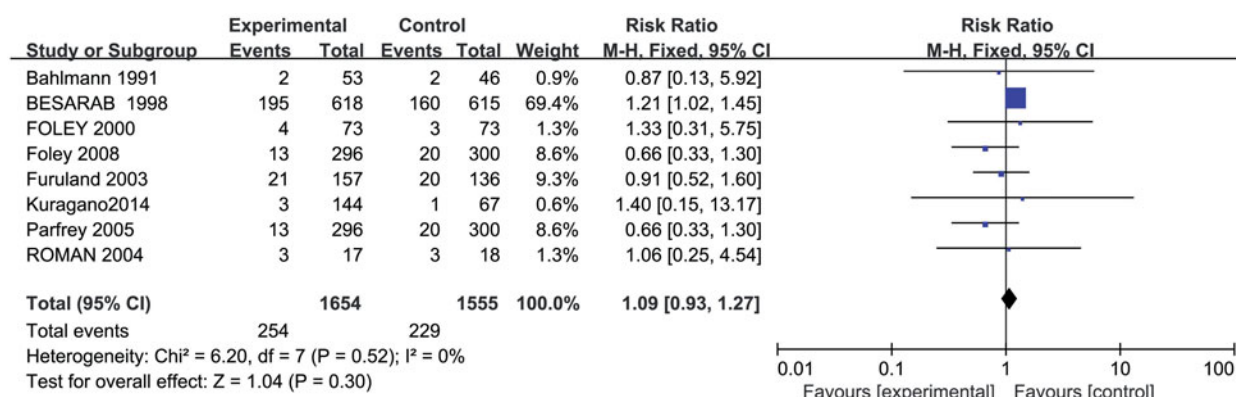 Experimental Control Risk Ratio Risk Ratio
Study or Subgroup Events Total Events Total Weight M-H, Fixed, 95% CI M-H, Fixed, 95% CI
Bahlmann 1991 2 53 2 46 0.9% 0.87 [0.13, 5.92]
BESARAB 1998 195 618 160 615 69.4% 1.21 [1.02, 1.45]
FOLEY 2000 4 73 3 73 1.3% 1.33 [0.31, 5.75]
Foley 2008 13 296 20 300 8.6% 0.66 [0.33, 1.30]
Furuland 2003 21 157 20 136 9.3% 0.91 [0.52, 1.60]
Kuragano2014 3 144 1 67 0.6% 1.40 [0.15, 13.17]
Parfrey 2005 13 296 20 300 8.6% 0.66 [0.33, 1.30]
ROMAN 2004 3 17 3 18 1.3% 1.06 [0.25, 4.54]
Total (95% CI) 1654 1555 100.0% 1.09 [0.93, 1.27]
Total events 254 229
Heterogeneity: Chi² = 6.20, df = 7 (P = 0.52); I² = 0%
Test for overall effect: Z = 1.04 (P = 0.30)
0.01 0.1 1 10 100
Favours [experimental] Favours [control]